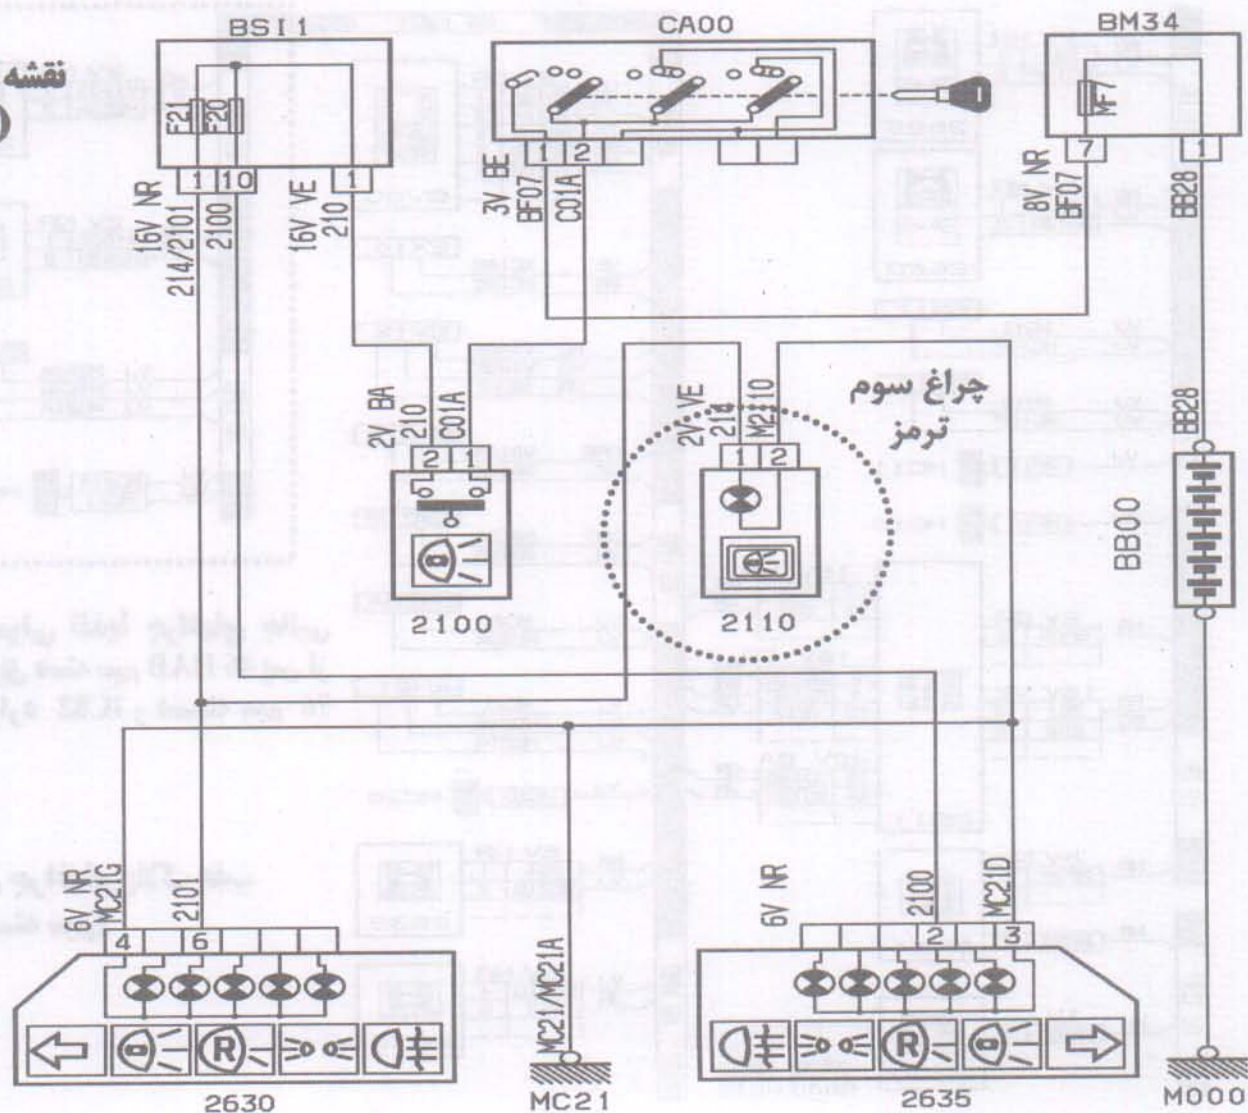 نقشه
BSI1
CA00
BM34
F21
F20
MF7
1
10
1
1
2
7
1
16V NR
214/2101
2100
16V VE
210
3V BE
BF07
C01A
8V NR
BF07
BB28
چراغ سوم
ترمز
2V BA
210
C01A
2V VE
214
2
1
1
2
BB28
BB00
2100
2110
6V NR
MC21G
2101
4
6
MC21/MC21A
6V NR
2100
MC21D
2
3
R
R
2630
MC21
2635
M000